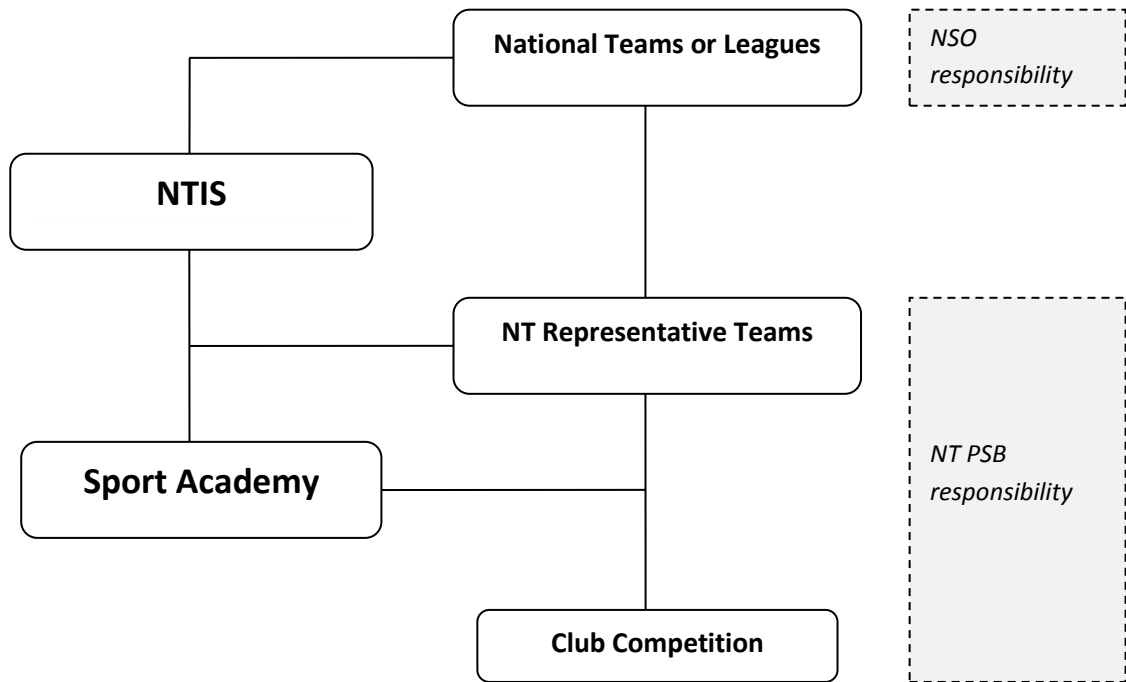 National Teams or Leagues
NSO
responsibility
NTIS
NT Representative Teams
Sport Academy
NT PSB
responsibility
Club Competition